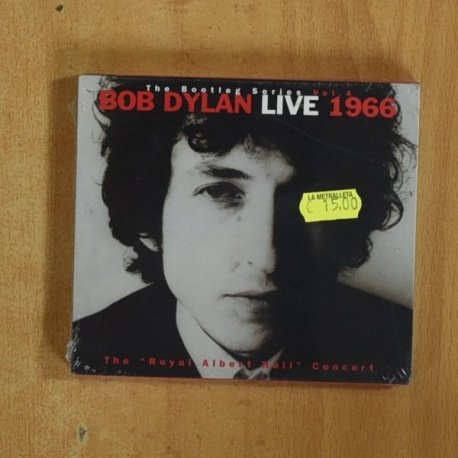 The Bootleg Series Vol.4
BOB DYLAN LIVE 1966
LA METRALLETA
€ 15.00
The "Royal Albert Hall" Concert